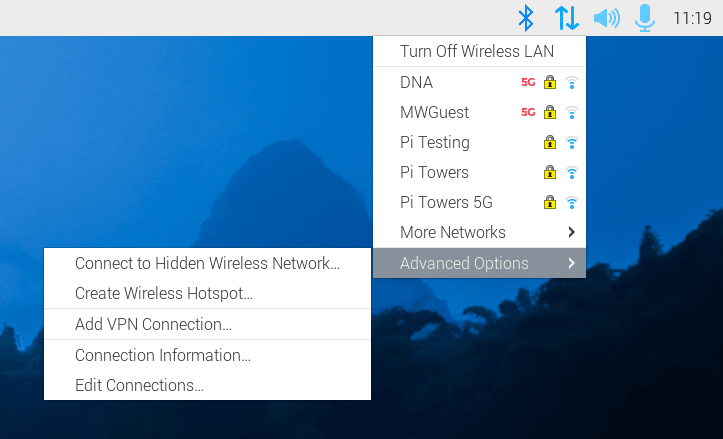 11:19
Turn Off Wireless LAN
DNA 5G
MWGuest 5G
Pi Testing
Pi Towers
Pi Towers 5G
More Networks
Advanced Options
Connect to Hidden Wireless Network...
Create Wireless Hotspot...
Add VPN Connection...
Connection Information...
Edit Connections...